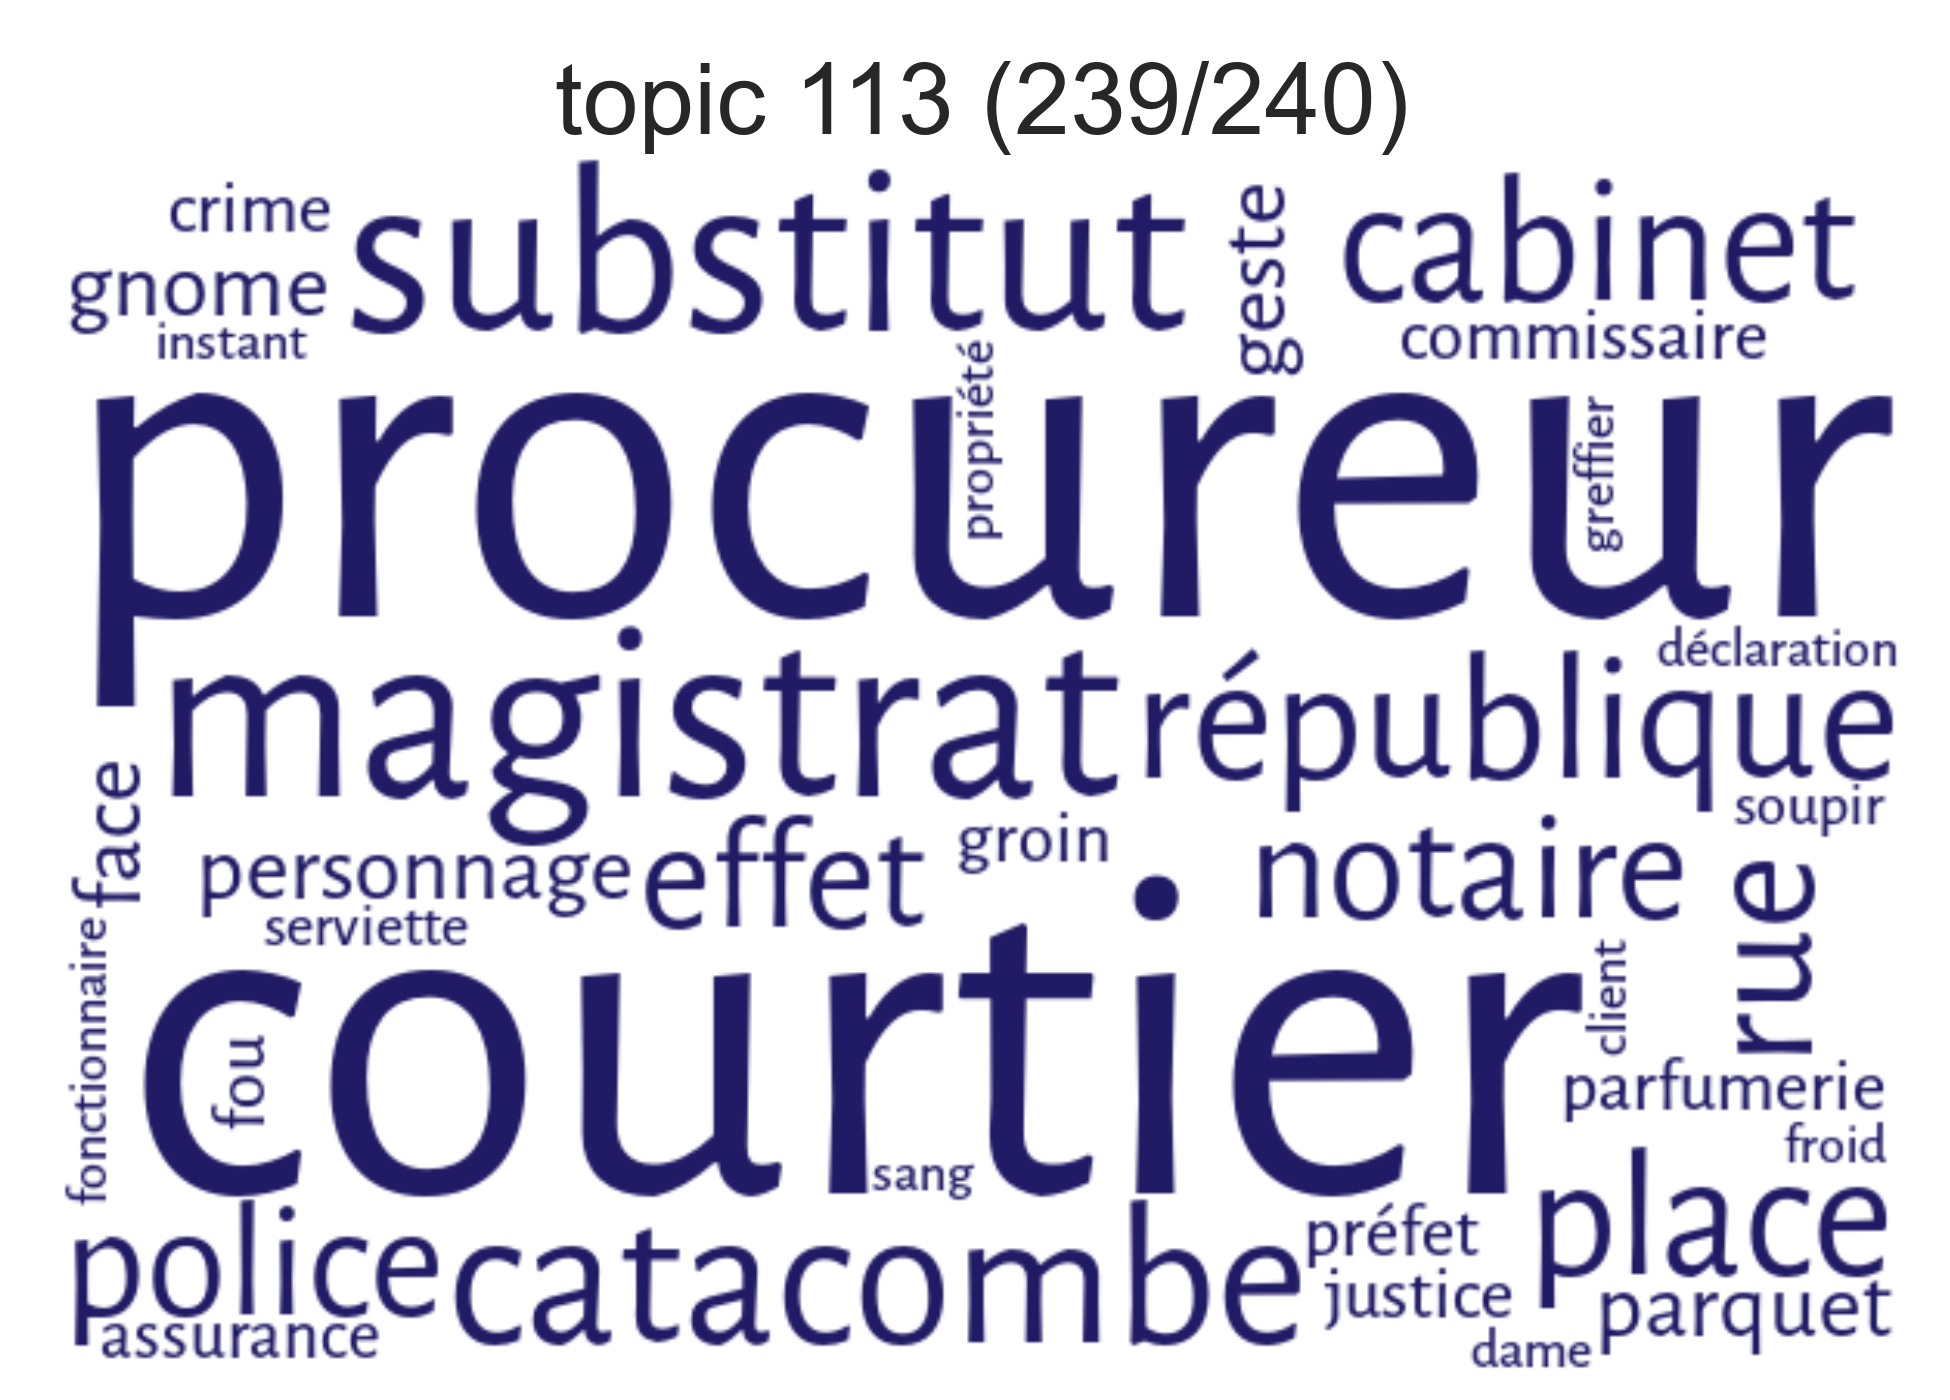 topic 113 (239/240)
crime
substitut
geste
cabinet
gnome
instant
commissaire
procureur
propriété
greffier
magistrat
république
déclaration
soupir
face
personnage
effet
groin
notaire
rue
serviette
fonctionnaire
courtier
fou
client
parfumerie
froid
sang
police
catacombe
préfet
place
justice
parquet
assurance
dame